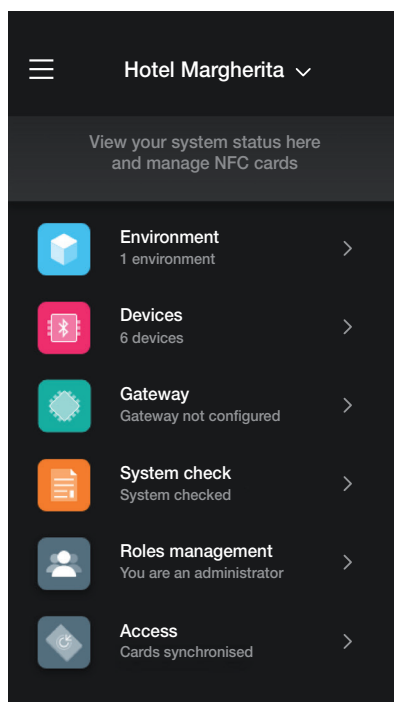 Hotel Margherita
View your system status here
and manage NFC cards
Environment
1 environment
Devices
6 devices
Gateway
Gateway not configured
System check
System checked
Roles management
You are an administrator
Access
Cards synchronised